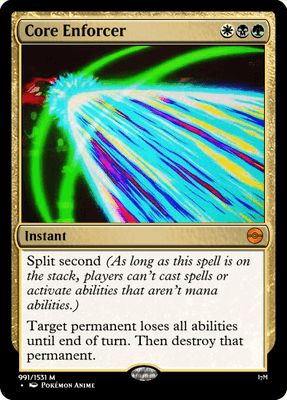 Core Enforcer
Instant
Split second (As long as this spell is on
the stack, players can't cast spells or
activate abilities that aren't mana
abilities.)
Target permanent loses all abilities
until end of turn. Then destroy that
permanent.
991/1531 M
• Pokémon Anime